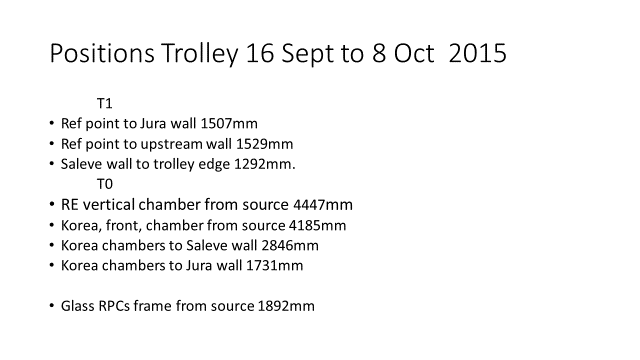 Positions Trolley 16 Sept to 8 Oct  2015
T1
• Ref point to Jura wall 1507mm
• Ref point to upstream wall 1529mm
• Saleve wall to trolley edge 1292mm.
T0
• RE vertical chamber from source 4447mm
• Korea, front, chamber from source 4185mm
• Korea chambers to Saleve wall 2846mm
• Korea chambers to Jura wall 1731mm
• Glass RPCs frame from source 1892mm